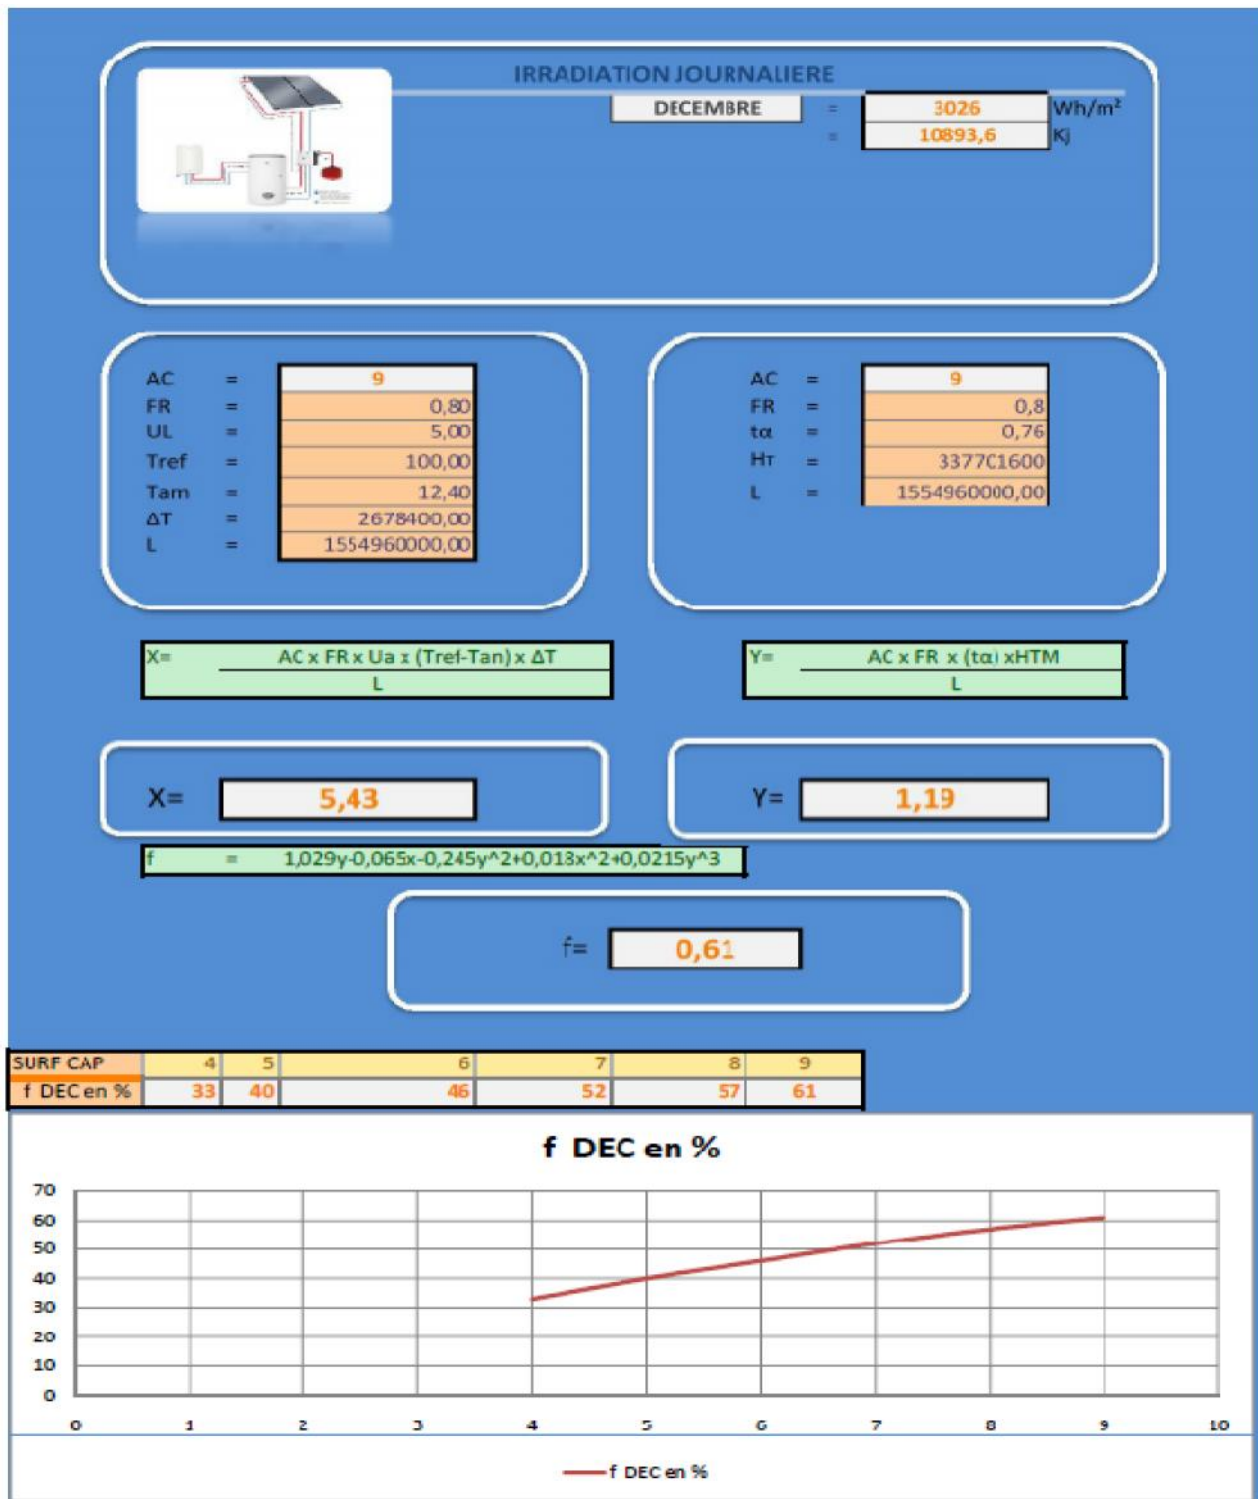 IRRADIATION JOURNALIERE
DECEMBRE = 3026 Wh/m²
= 10893,6 Kj
AC = 9
FR = 0,80
UL = 5,00
Tref = 100,00
Tam = 12,40
ΔT = 2678400,00
L = 1554960000,00
AC = 9
FR = 0,8
tα = 0,76
HT = 337701600
L = 1554960000,00
X= AC x FR x Ua x (Tref-Tan) x ΔT
L
Y= AC x FR x (tα) xHTM
L
X= 5,43
Y= 1,19
f = 1,029y-0,065x-0,245y^2+0,018x^2+0,0215y^3
f= 0,61
SURF CAP 4 5 6 7 8 9
f DEC en % 33 40 46 52 57 61
f DEC en %
70
60
50
40
30
20
10
0
0 1 2 3 4 5 6 7 8 9 10
f DEC en %